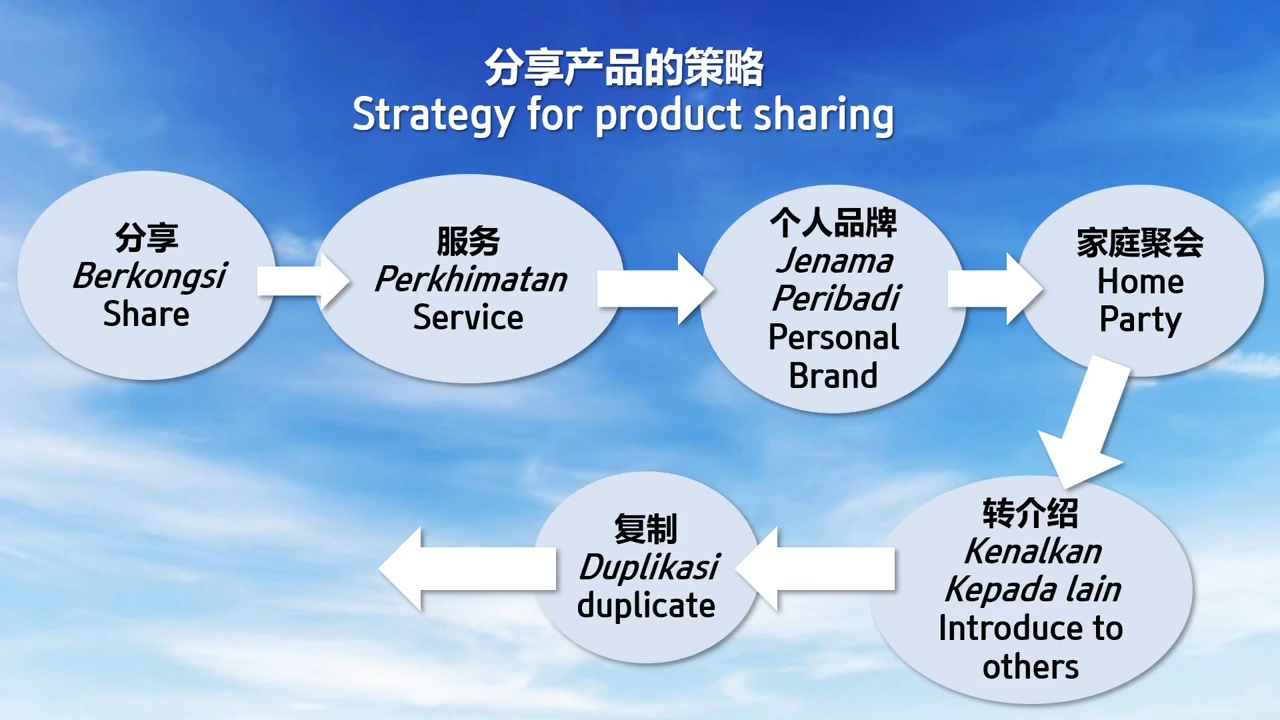 分享产品的策略
Strategy for product sharing
分享
Berkongsi
Share
服务
Perkhimatan
Service
个人品牌
Jenama
Peribadi
Personal
Brand
家庭聚会
Home
Party
转介绍
Kenalkan
Kepada lain
Introduce to
others
复制
Duplikasi
duplicate